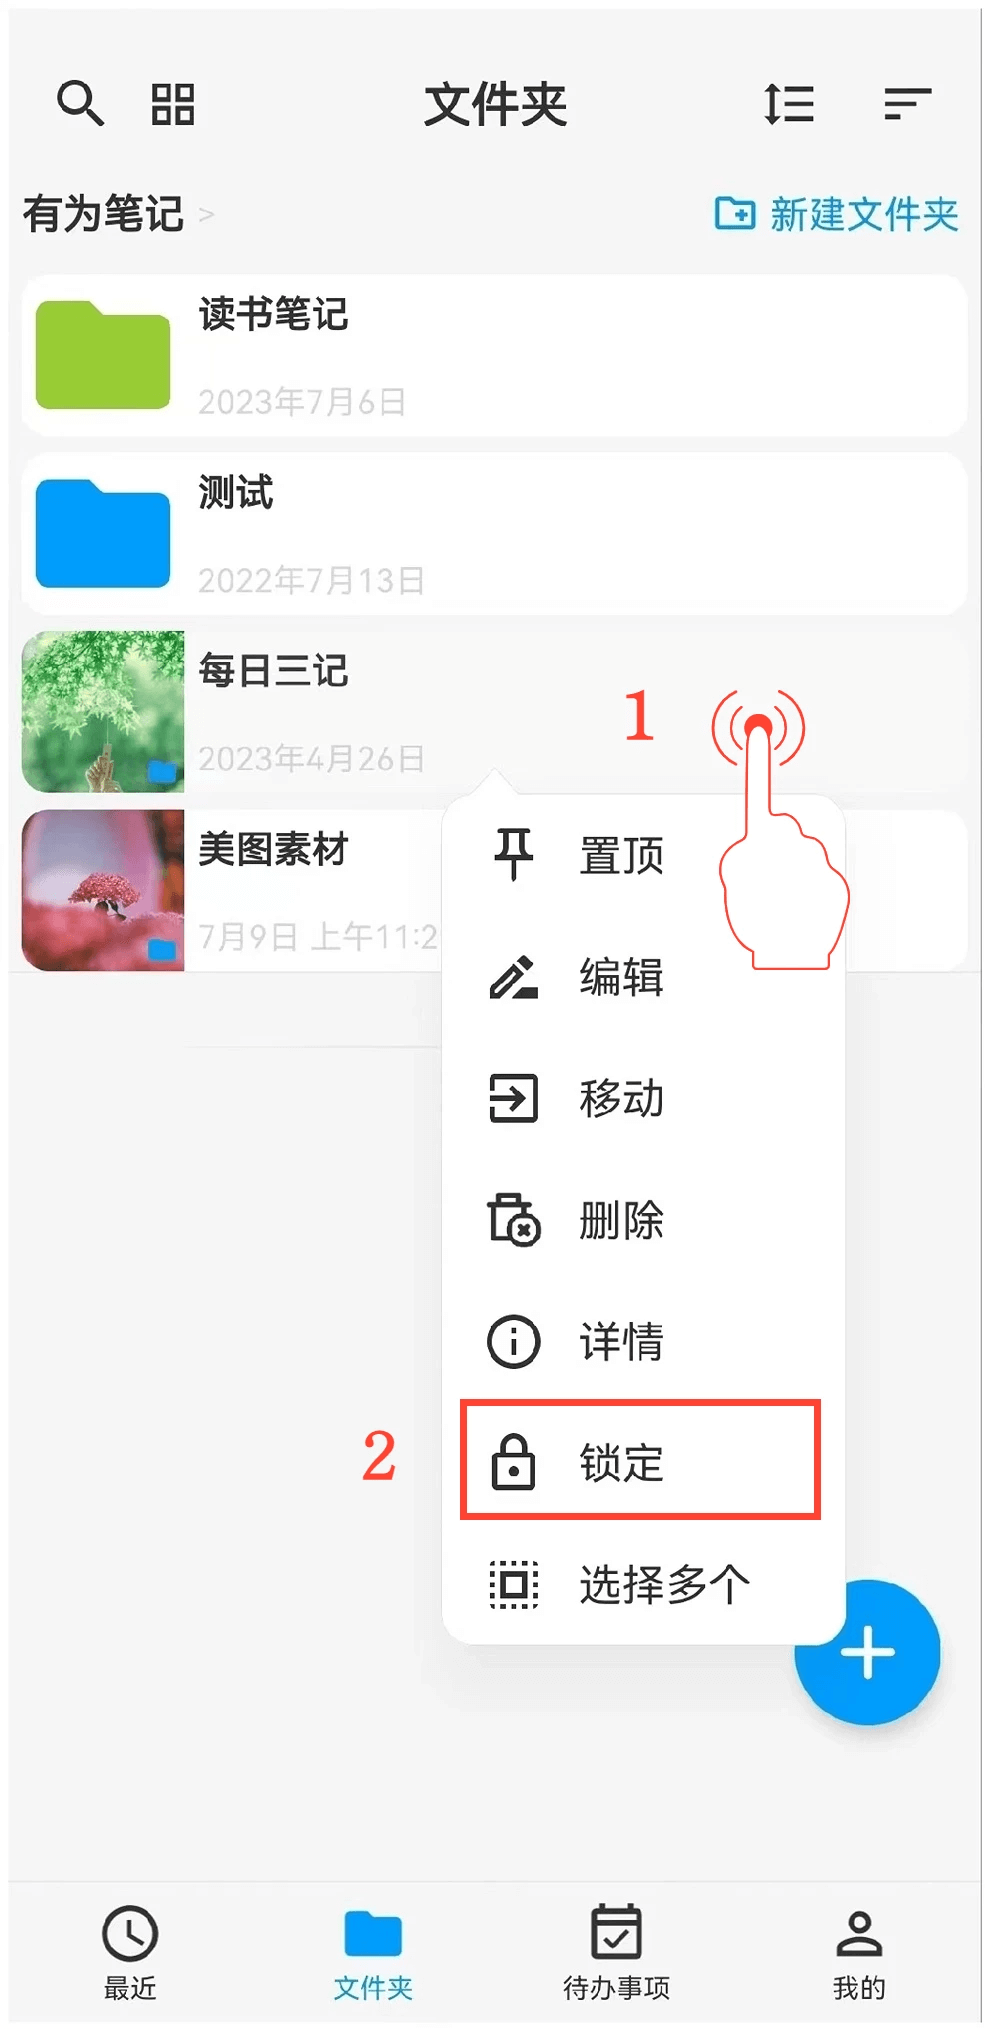 文件夹
有为笔记 >
新建文件夹
读书笔记
2023年7月6日
测试
2022年7月13日
每日三记
2023年4月26日
1
美图素材
7月9日 上午11:2
置顶
编辑
移动
删除
详情
2
锁定
选择多个
最近
文件夹
待办事项
我的